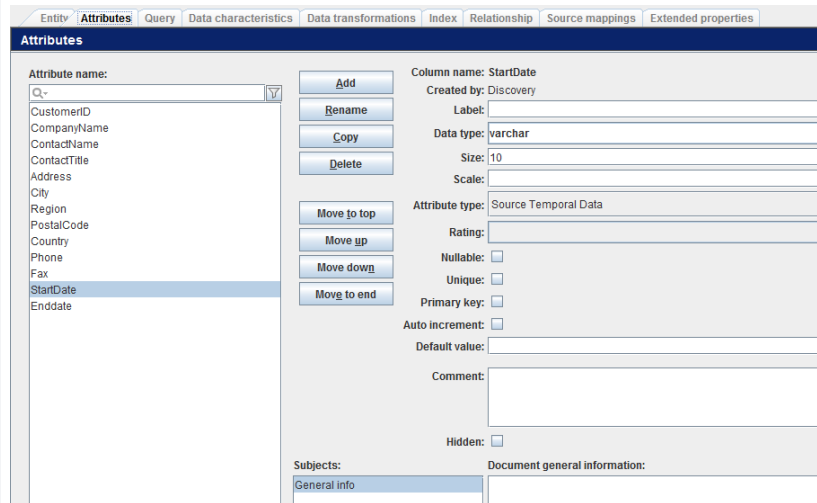 Entity Attributes Query Data characteristics Data transformations Index Relationship Source mappings Extended properties
Attributes
Attribute name:
CustomerID
CompanyName
ContactName
ContactTitle
Address
City
Region
PostalCode
Country
Phone
Fax
StartDate
Enddate
Add
Rename
Copy
Delete
Move to top
Move up
Move down
Move to end
Column name: StartDate
Created by: Discovery
Label:
Data type: varchar
Size: 10
Scale:
Attribute type: Source Temporal Data
Rating:
Nullable:
Unique:
Primary key:
Auto increment:
Default value:
Comment:
Hidden:
Subjects:
General info
Document general information: